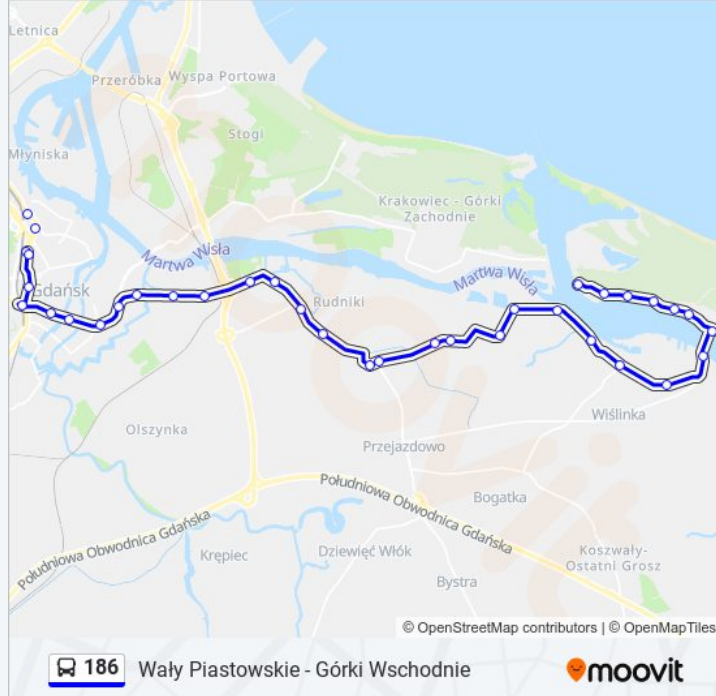 Letnica
Przeróbka
Wyspa Portowa
Stogi
Młyniska
Krakowiec - Górki
Zachodnie
Martwa Wisła
Martwa Wisła
Gdańsk
Rudniki
Olszynka
Wiślinka
Przejazdowo
Południowa Obwodnica Gdańska
Bogatka
Południowa Obwodnica Gdańska
Krępiec
Dziewięć Włók
Koszwały-
Ostatni Grosz
Bystra
© OpenStreetMap contributors | © OpenMapTiles
186 Wały Piastowskie - Górki Wschodnie
moovit